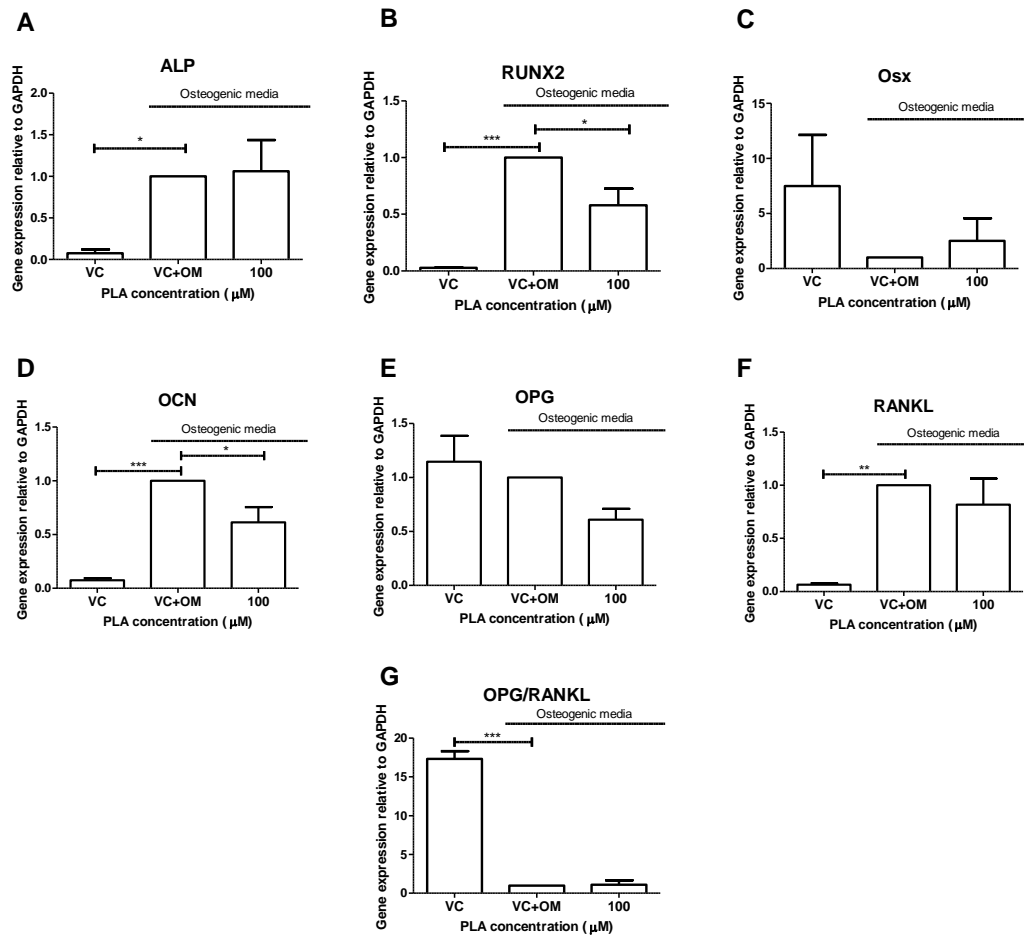 A
ALP
Gene expression relative to GAPDH
Osteogenic media
2.0
1.5
1.0
0.5
0.0
*
VC
VC+OM
100
PLA concentration ( μM)
B
RUNX2
Gene expression relative to GAPDH
Osteogenic media
1.5
1.0
0.5
0.0
***
*
VC
VC+OM
100
PLA concentration ( μM)
C
Osx
Gene expression relative to GAPDH
Osteogenic media
15
10
5
0
VC
VC+OM
100
PLA concentration ( μM)
D
OCN
Gene expression relative to GAPDH
Osteogenic media
1.5
1.0
0.5
0.0
***
*
VC
VC+OM
100
PLA concentration ( μM)
E
OPG
Gene expression relative to GAPDH
Osteogenic media
1.5
1.0
0.5
0.0
VC
VC+OM
100
PLA concentration ( μM)
F
RANKL
Gene expression relative to GAPDH
Osteogenic media
1.5
1.0
0.5
0.0
**
VC
VC+OM
100
PLA concentration ( μM)
G
OPG/RANKL
Gene expression relative to GAPDH
Osteogenic media
20
15
10
5
0
***
VC
VC+OM
100
PLA concentration ( μM)